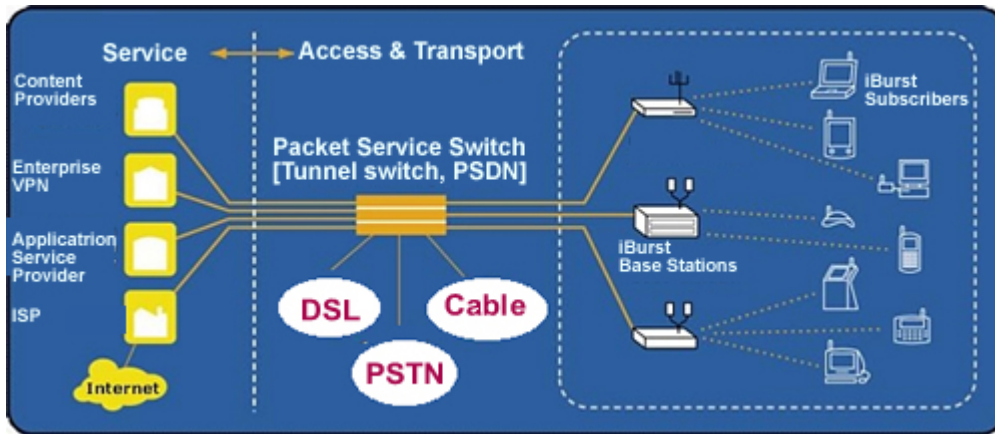 Service
Access & Transport
Content
Providers
Enterprise
VPN
Applicatrion
Service
Provider
ISP
Internet
Packet Service Switch
[Tunnel switch, PSDN]
DSL
Cable
PSTN
iBurst
Subscribers
iBurst
Base Stations